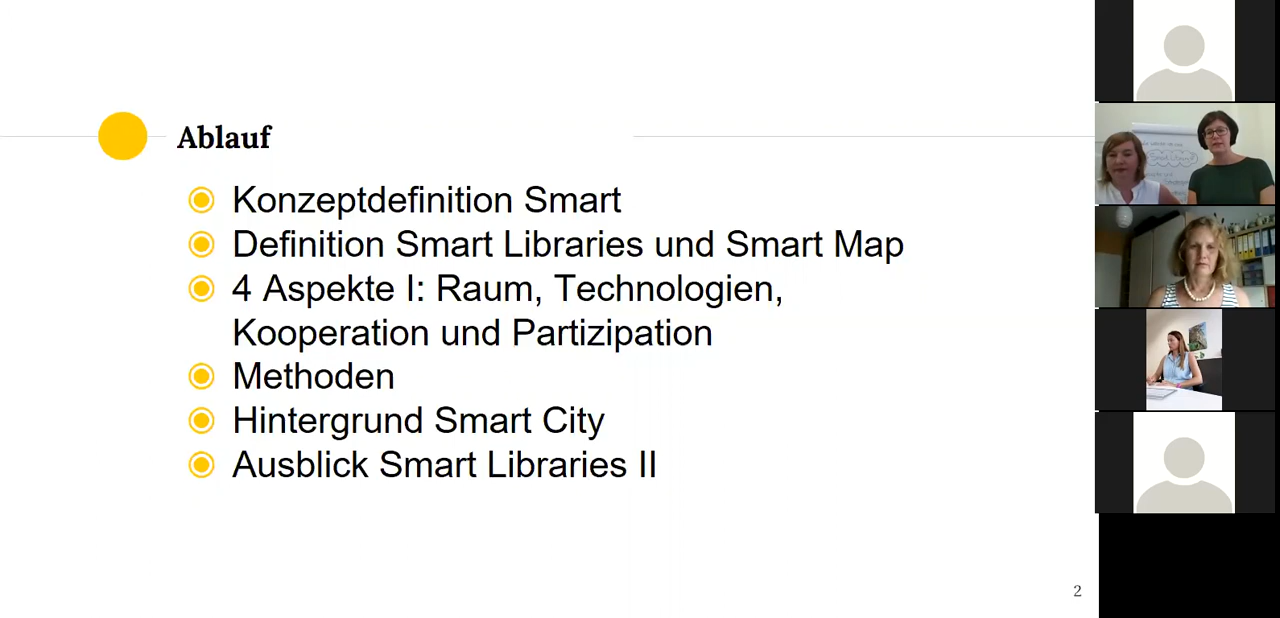 Ablauf
Konzeptdefinition Smart
Definition Smart Libraries und Smart Map
4 Aspekte I: Raum, Technologien,
Kooperation und Partizipation
Methoden
Hintergrund Smart City
Ausblick Smart Libraries II
2